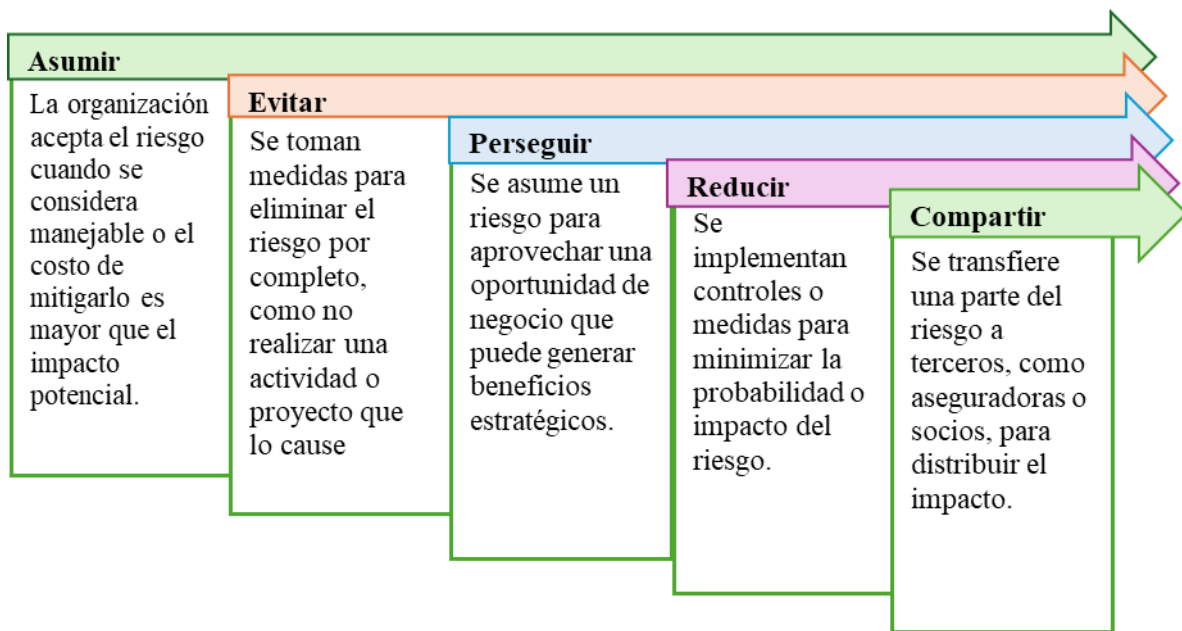 Asumir
La organización
acepta el riesgo
cuando se
considera
manejable o el
costo de
mitigarlo es
mayor que el
impacto
potencial.
Evitar
Se toman
medidas para
eliminar el
riesgo por
completo,
como no
realizar una
actividad o
proyecto que
lo cause
Perseguir
Se asume un
riesgo para
aprovechar una
oportunidad de
negocio que
puede generar
beneficios
estratégicos.
Reducir
Se
implementan
controles o
medidas para
minimizar la
probabilidad o
impacto del
riesgo.
Compartir
Se transfiere
una parte del
riesgo a
terceros, como
aseguradoras o
socios, para
distribuir el
impacto.